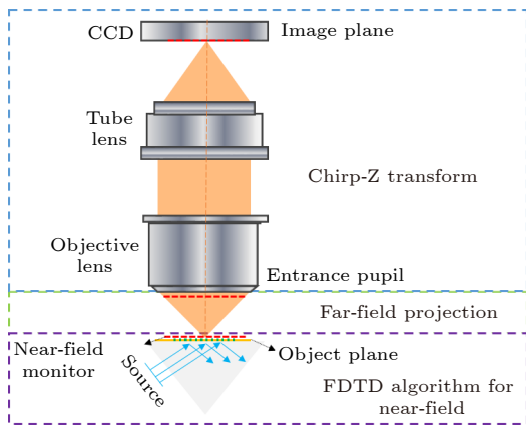 CCD
Image plane
Tube
lens
Chirp-Z transform
Objective
lens
Entrance pupil
Far-field projection
Near-field
monitor
Source
Object plane
FDTD algorithm for
near-field